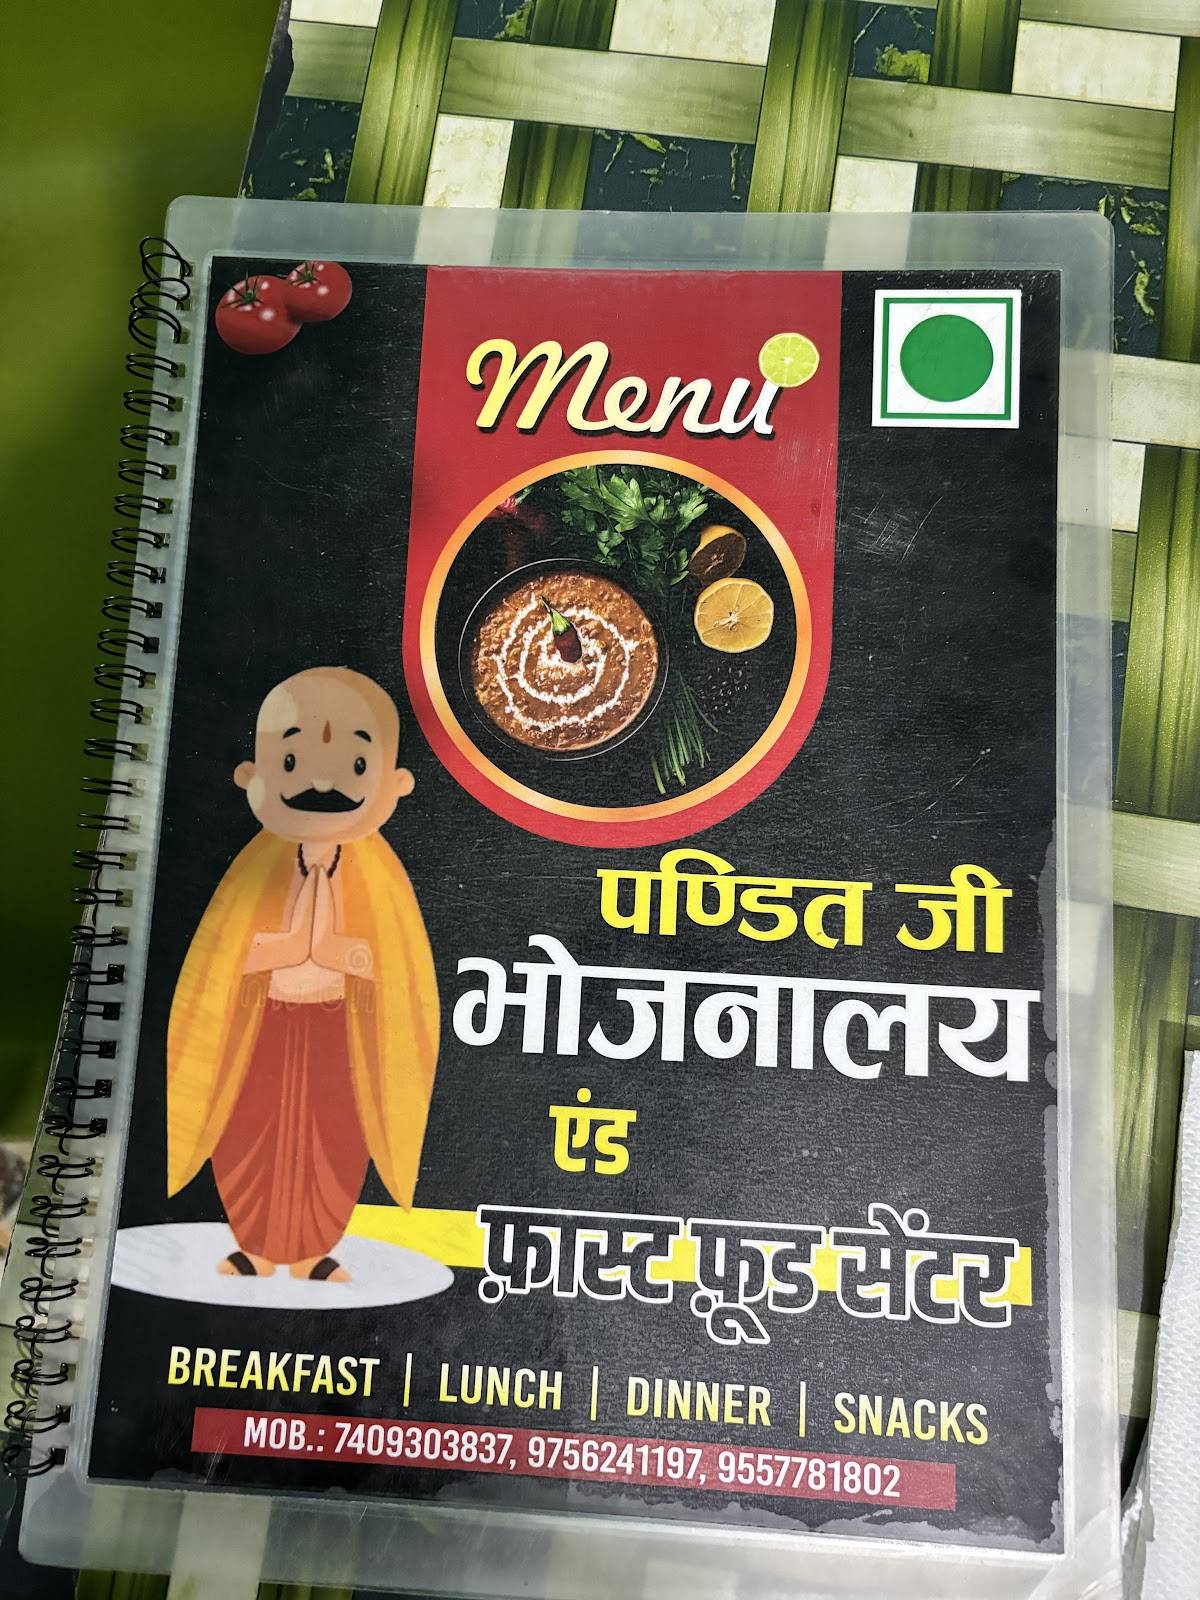 Menu
पण्डित जी
भोजनालय
एंड
फ़ास्ट फ़ूड सेंटर
BREAKFAST | LUNCH | DINNER | SNACKS
MOB.: 7409303837, 9756241197, 9557781802